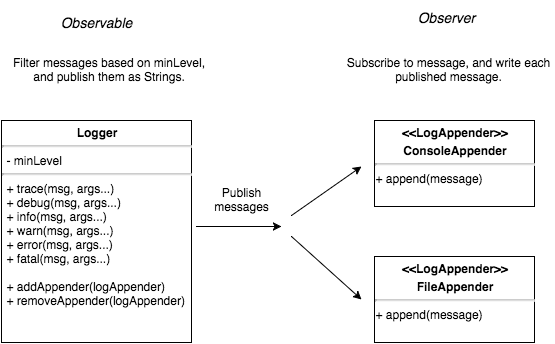 Observable
Filter messages based on minLevel,
and publish them as Strings.
Logger
- minLevel
+ trace(msg, args...)
+ debug(msg, args...)
+ info(msg, args...)
+ warn(msg, args...)
+ error(msg, args...)
+ fatal(msg, args...)
+ addAppender(logAppender)
+ removeAppender(logAppender)
Publish
messages
Observer
Subscribe to message, and write each
published message.
<<LogAppender>>
ConsoleAppender
+ append(message)
<<LogAppender>>
FileAppender
+ append(message)